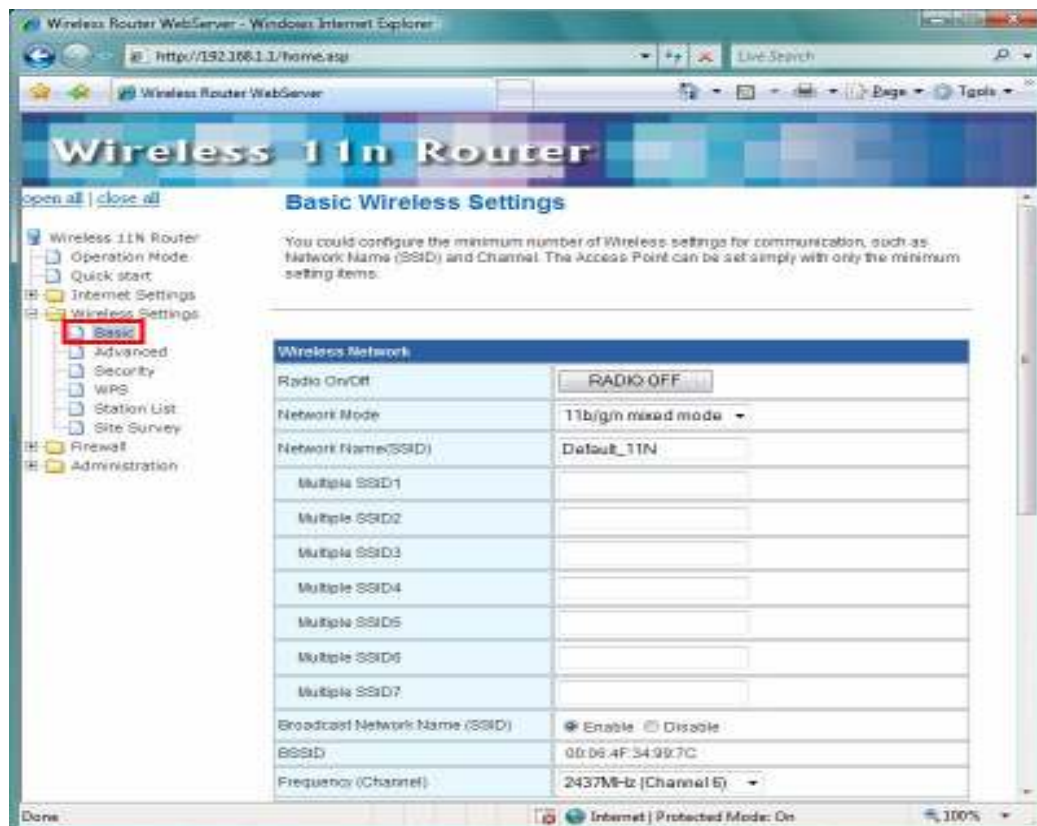 Wireless Router WebServer - Windows Internet Explorer
http://192.168.1.1/home.asp
Live Search
Wireless Router WebServer
Page
Tools
Wireless 11n Router
open all | close all
Wireless 11N Router
Operation Mode
Quick start
Internet Settings
Wireless Settings
Basic
Advanced
Security
WPS
Station List
Site Survey
Firewall
Administration
Basic Wireless Settings
You could configure the minimum number of Wireless settings for communication, such as
Network Name (SSID) and Channel. The Access Point can be set simply with only the minimum
setting items.
Wireless Network
Radio On/Off RADIO OFF
Network Mode 11b/g/n mixed mode
Network Name(SSID) Default_11N
Multiple SSID1
Multiple SSID2
Multiple SSID3
Multiple SSID4
Multiple SSID5
Multiple SSID6
Multiple SSID7
Broadcast Network Name (SSID) Enable Disable
BSSID 00:06:4F:34:99:7C
Frequency (Channel) 2437MHz (Channel 6)
Done
Internet | Protected Mode: On
100%